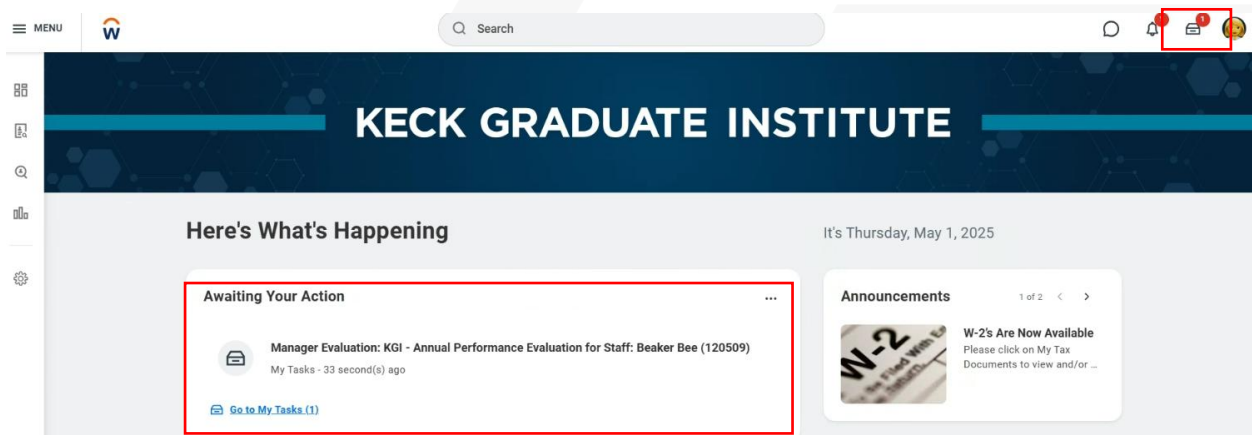 MENU
W
Search
1
KECK GRADUATE INSTITUTE
Here's What's Happening
It's Thursday, May 1, 2025
Awaiting Your Action
...
Manager Evaluation: KGI - Annual Performance Evaluation for Staff: Beaker Bee (120509)
My Tasks - 33 second(s) ago
Go to My Tasks (1)
Announcements
1 of 2
W-2's Are Now Available
Please click on My Tax
Documents to view and/or ...
W-2